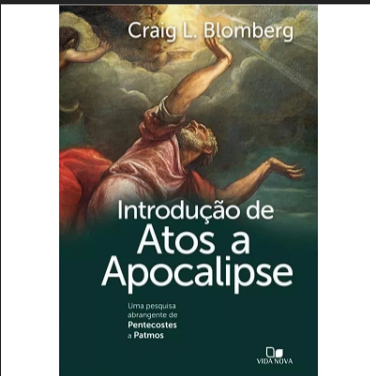 Craig L. Blomberg
Introdução de
Atos a
Apocalipse
Uma pesquisa
abrangente de
Pentecostes
a Patmos
VIDA NOVA